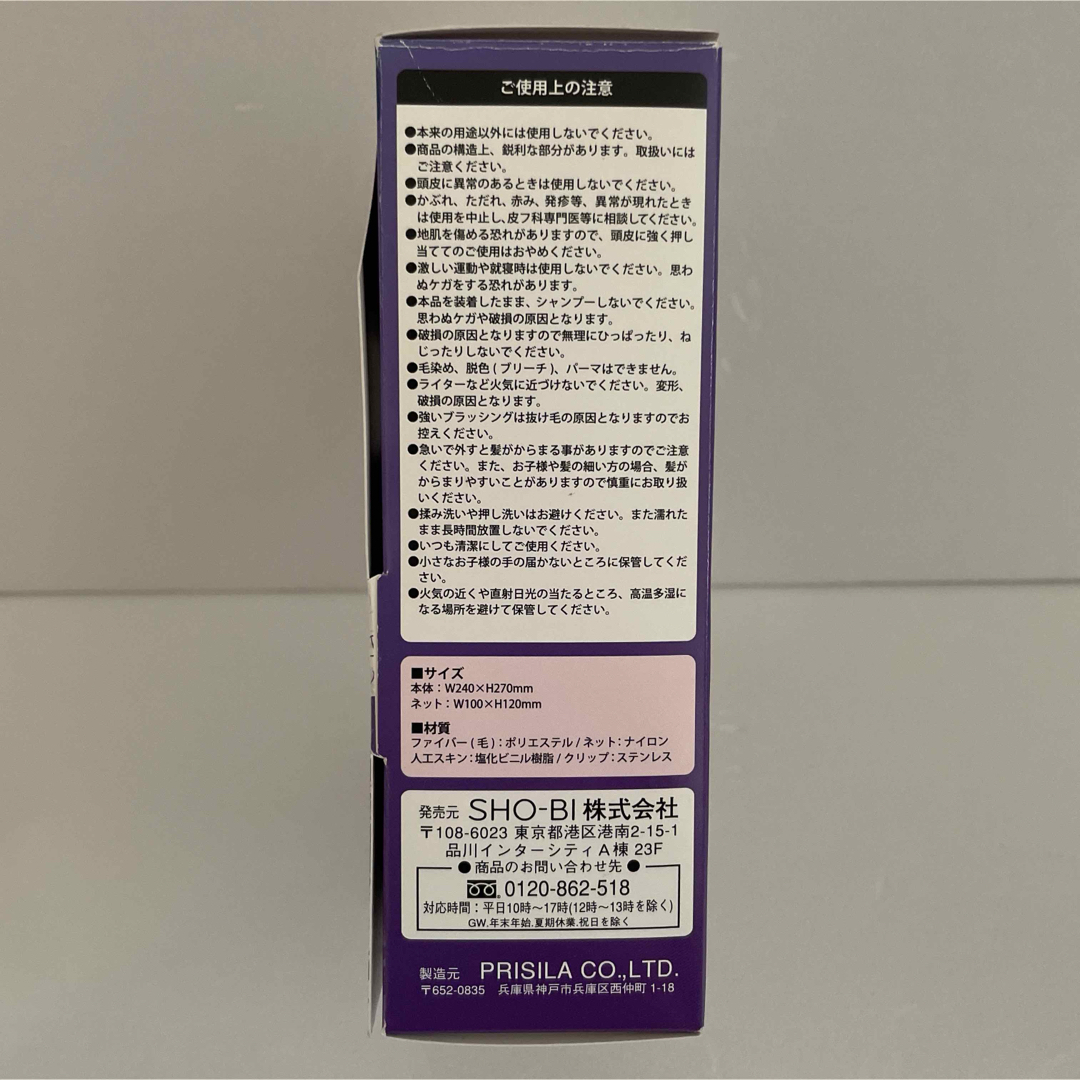 ご使用上の注意
●本来の用途以外には使用しないでください。
●商品の構造上、鋭利な部分があります。取扱いには
ご注意ください。
●頭皮に異常のあるときは使用しないでください。
●かぶれ、ただれ、赤み、発疹等、異常が現れたとき
は使用を中止し、皮フ科専門医等に相談してください。
●地肌を傷める恐れがありますので、頭皮に強く押し
当ててのご使用はおやめください。
●激しい運動や就寝時は使用しないでください。思わ
ぬケガをする恐れがあります。
●本品を装着したまま、シャンプーしないでください。
思わぬケガや破損の原因となります。
●破損の原因となりますので無理にひっぱったり、ね
じったりしないでください。
●毛染め、脱色(ブリーチ)、パーマはできません。
●ライターなど火気に近づけないでください。変形、
破損の原因となります。
●強いブラッシングは抜け毛の原因となりますのでお
控えください。
●急いで外すと髪がからまる事がありますのでご注意
ください。また、お子様や髪の細い方の場合、髪が
からまりやすいことがありますので慎重にお取り扱
いください。
●揉み洗いや押し洗いはお避けください。また濡れた
まま長時間放置しないでください。
●いつも清潔にしてご使用ください。
●小さなお子様の手の届かないところに保管してくだ
さい。
●火気の近くや直射日光の当たるところ、高温多湿に
なる場所を避けて保管してください。
■サイズ
本体：W240×H270mm
ネット：W100×H120mm
■材質
ファイバー(毛)：ポリエステル/ネット：ナイロン
人工スキン：塩化ビニル樹脂/クリップ：ステンレス
発売元 SHO-BI株式会社
〒108-6023 東京都港区港南2-15-1
品川インターシティA棟 23F
●商品のお問い合わせ先●
0120-862-518
対応時間：平日10時～17時(12時～13時を除く)
GW.年末年始.夏期休業.祝日を除く
製造元 PRISILA CO.,LTD.
〒652-0835 兵庫県神戸市兵庫区西仲町 1-18